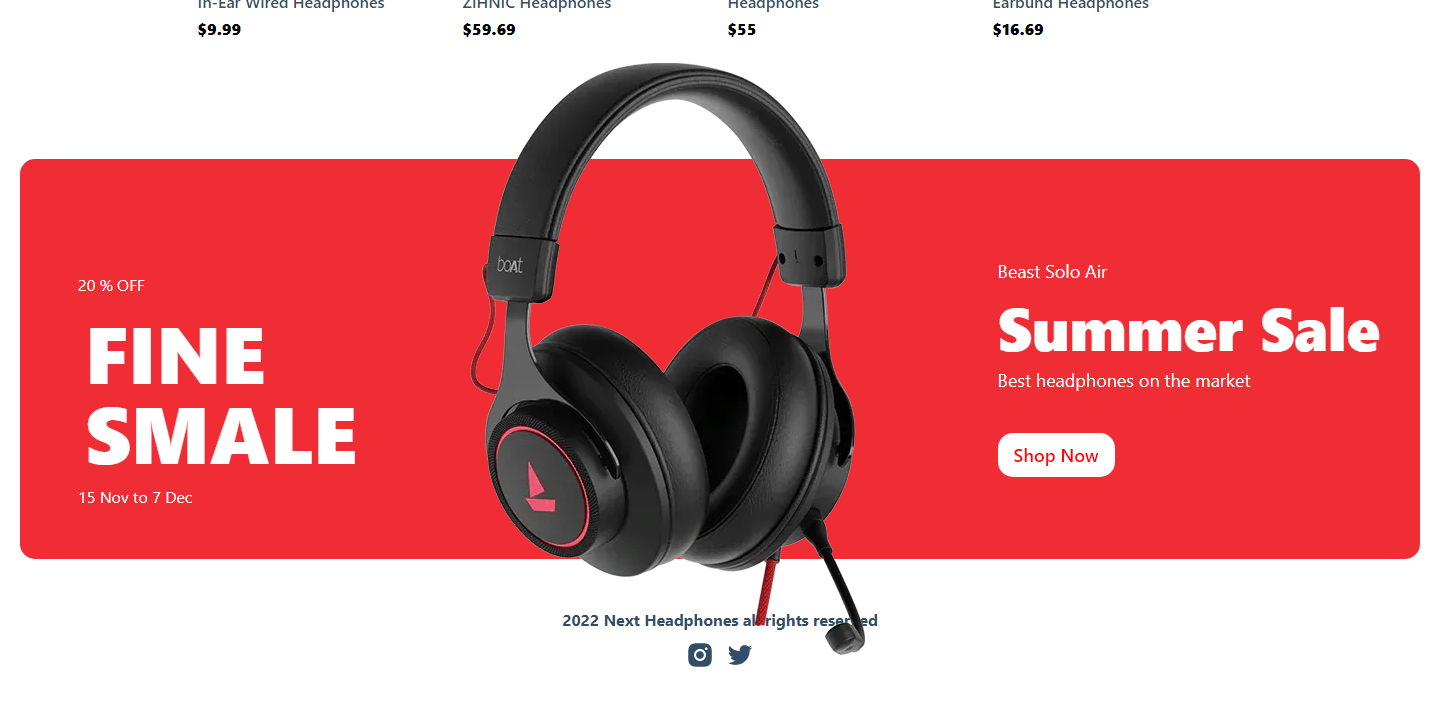 In-Ear Wired Headphones
ZIHNIC Headphones
Headphones
Earbund Headphones
$9.99
$59.69
$55
$16.69
boAt
L
20 % OFF
FINE
SMALE
15 Nov to 7 Dec
Beast Solo Air
Summer Sale
Best headphones on the market
Shop Now
2022 Next Headphones all rights reserved